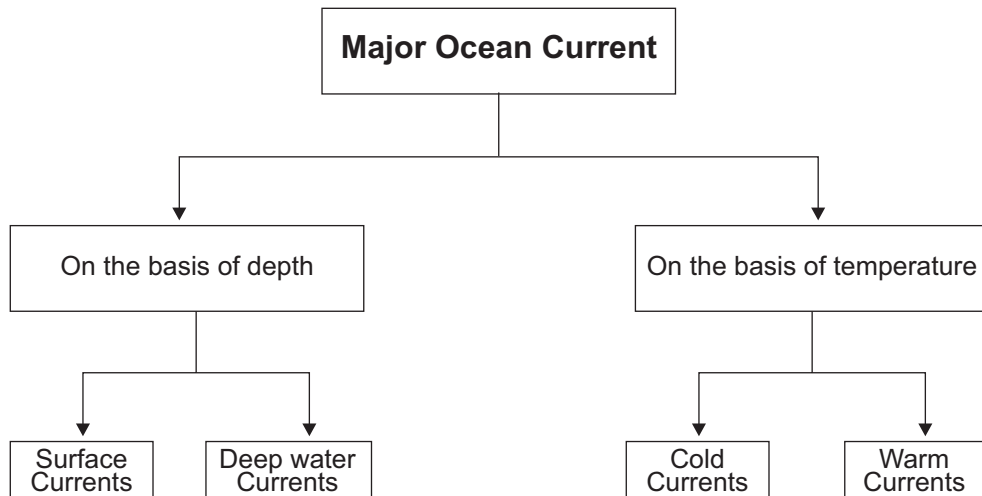 Major Ocean Current
On the basis of depth
On the basis of temperature
Surface
Currents
Deep water
Currents
Cold
Currents
Warm
Currents